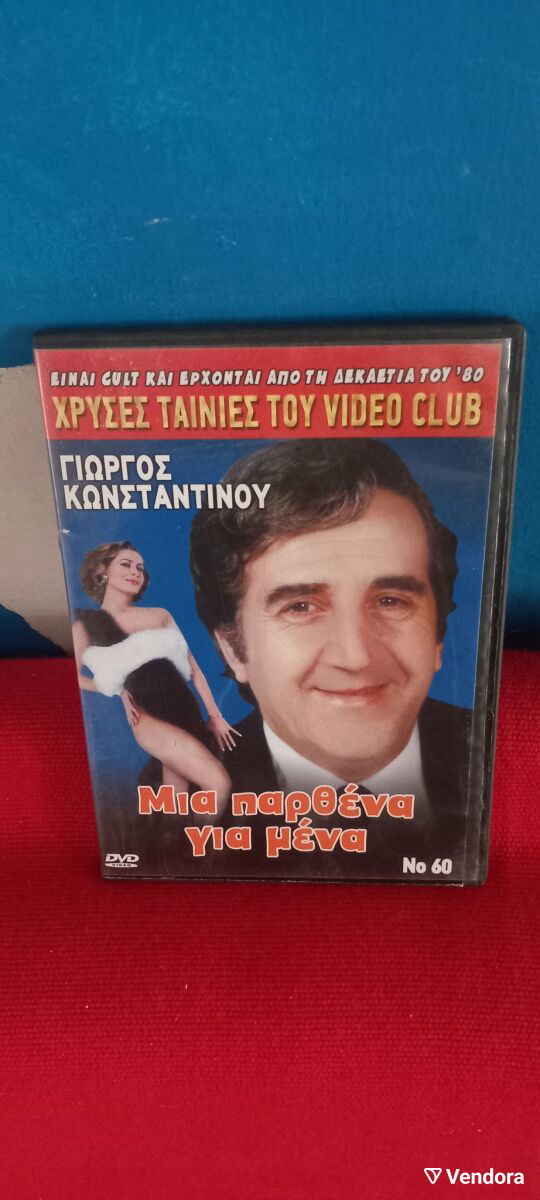 ΕΙΝΑΙ CULT ΚΑΙ ΕΡΧΟΝΤΑΙ ΑΠΟ ΤΗ ΔΕΚΑΕΤΙΑ ΤΟΥ '80
ΧΡΥΣΕΣ ΤΑΙΝΙΕΣ ΤΟΥ VIDEO CLUB
ΓΙΩΡΓΟΣ
ΚΩΝΣΤΑΝΤΙΝΟΥ
Μια παρθένα
για μένα
DVD
VIDEO
No 60
Vendora